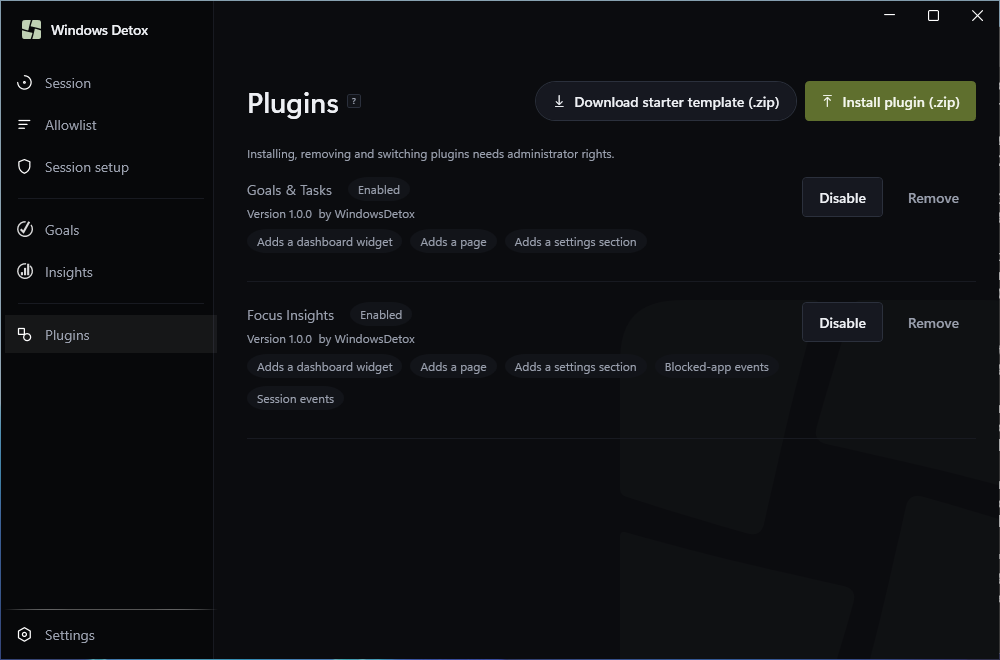 Windows Detox
Session
Allowlist
Session setup
Goals
Insights
Plugins
Settings
Plugins ?
Download starter template (.zip)
Install plugin (.zip)
Installing, removing and switching plugins needs administrator rights.
Goals & Tasks Enabled
Version 1.0.0 by WindowsDetox
Adds a dashboard widget Adds a page Adds a settings section
Disable Remove
Focus Insights Enabled
Version 1.0.0 by WindowsDetox
Adds a dashboard widget Adds a page Adds a settings section Blocked-app events
Session events
Disable Remove